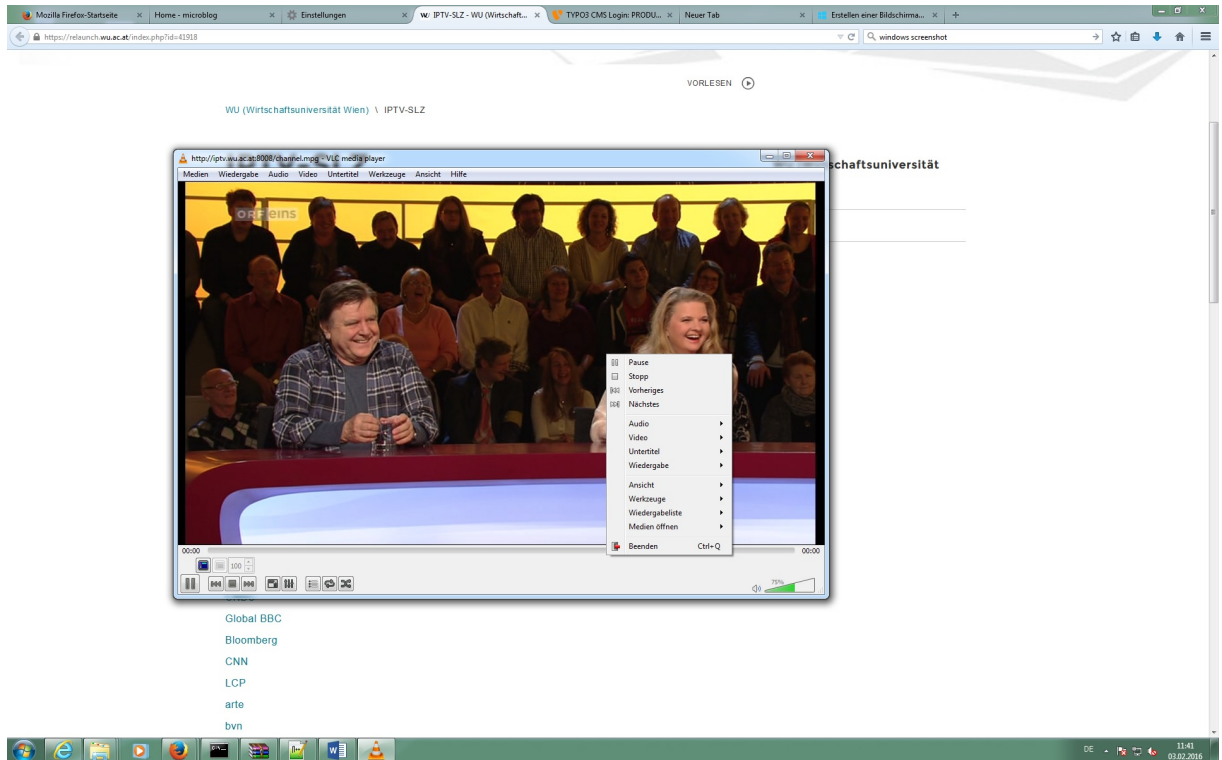 Mozilla Firefox-Startseite
Home - microblog
Einstellungen
IPTV-SLZ - WU (Wirtschaft...
TYPO3 CMS Login: PRODU...
Neuer Tab
Erstellen einer Bildschirma...
https://relaunch.wu.ac.at/index.php?id=41918
windows screenshot
VORLESEN
WU (Wirtschaftsuniversität Wien) \ IPTV-SLZ
http://iptv.wu.ac.at:8008/channel.mpg - VLC media player
schaftsuniversität
Medien Wiedergabe Audio Video Untertitel Werkzeuge Ansicht Hilfe
ORF eins
Pause
Stopp
Vorheriges
Nächstes
Audio
Video
Untertitel
Wiedergabe
Ansicht
Werkzeuge
Wiedergabeliste
Medien öffnen
Beenden Ctrl+Q
00:00 00:00
100
75%
Global BBC
Bloomberg
CNN
LCP
arte
bvn
DE 11:41
03.02.2016